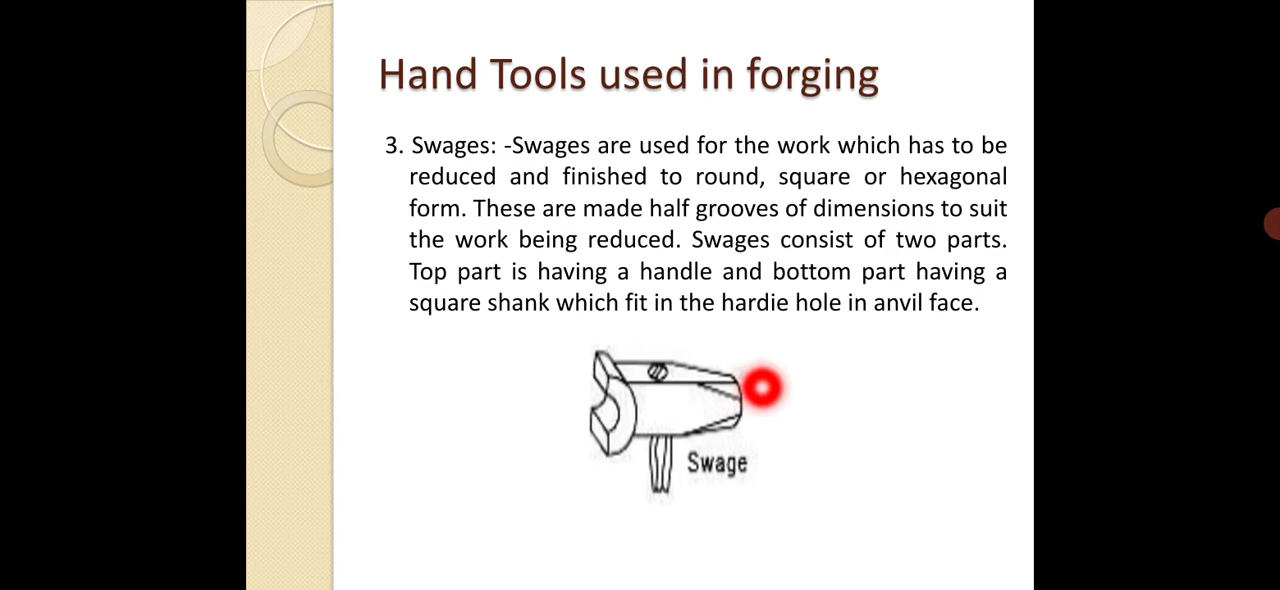 Hand Tools used in forging
3. Swages: -Swages are used for the work which has to be
reduced and finished to round, square or hexagonal
form. These are made half grooves of dimensions to suit
the work being reduced. Swages consist of two parts.
Top part is having a handle and bottom part having a
square shank which fit in the hardie hole in anvil face.
Swage